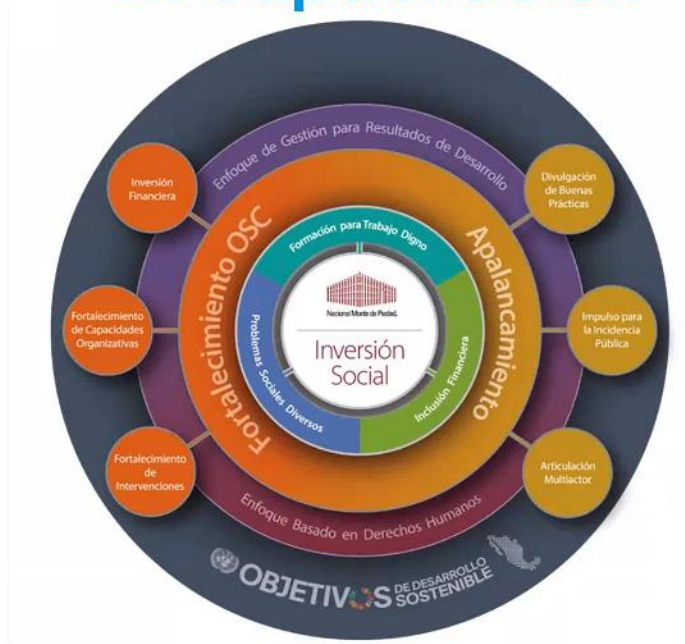 Enfoque de Gestión para Resultados de Desarrollo
Inversión
Financiera
Divulgación
de Buenas
Prácticas
Fortalecimiento OSC
Formación para Trabajo Digno
Apalancamiento
Fortalecimiento
de Capacidades
Organizativas
Nacional Monte de Piedad.
Inversión
Social
Impulso para
la Incidencia
Pública
Problemas Sociales Diversos
Inclusión Financiera
Fortalecimiento
de
Intervenciones
Articulación
Multiactor
Enfoque Basado en Derechos Humanos
OBJETIVOS DE DESARROLLO
SOSTENIBLE